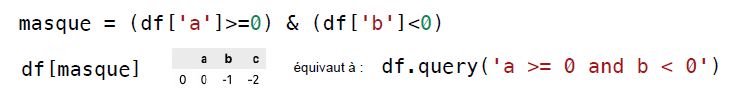 masque = (df['a']>=0) & (df['b']<0)
df[masque]
a b c
0 0 -1 -2
équivaut à :
df.query('a >= 0 and b < 0')